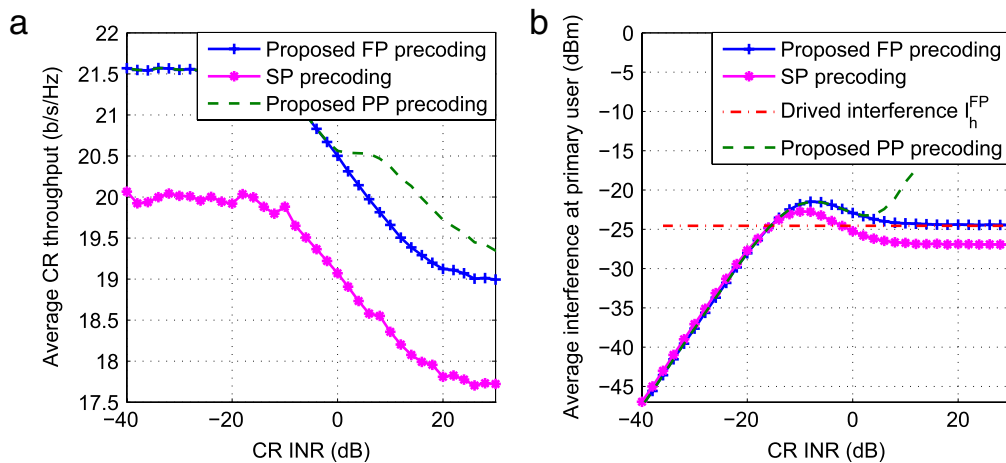 a
22
21.5
21
20.5
20
19.5
19
18.5
18
17.5
−40
−20
0
20
CR INR (dB)
Average CR throughput (b/s/Hz)
Proposed FP precoding
SP precoding
Proposed PP precoding
b
0
−5
−10
−15
−20
−25
−30
−35
−40
−45
−40
−20
0
20
CR INR (dB)
Average interference at primary user (dBm)
Proposed FP precoding
SP precoding
Drived interference I_h^FP
Proposed PP precoding